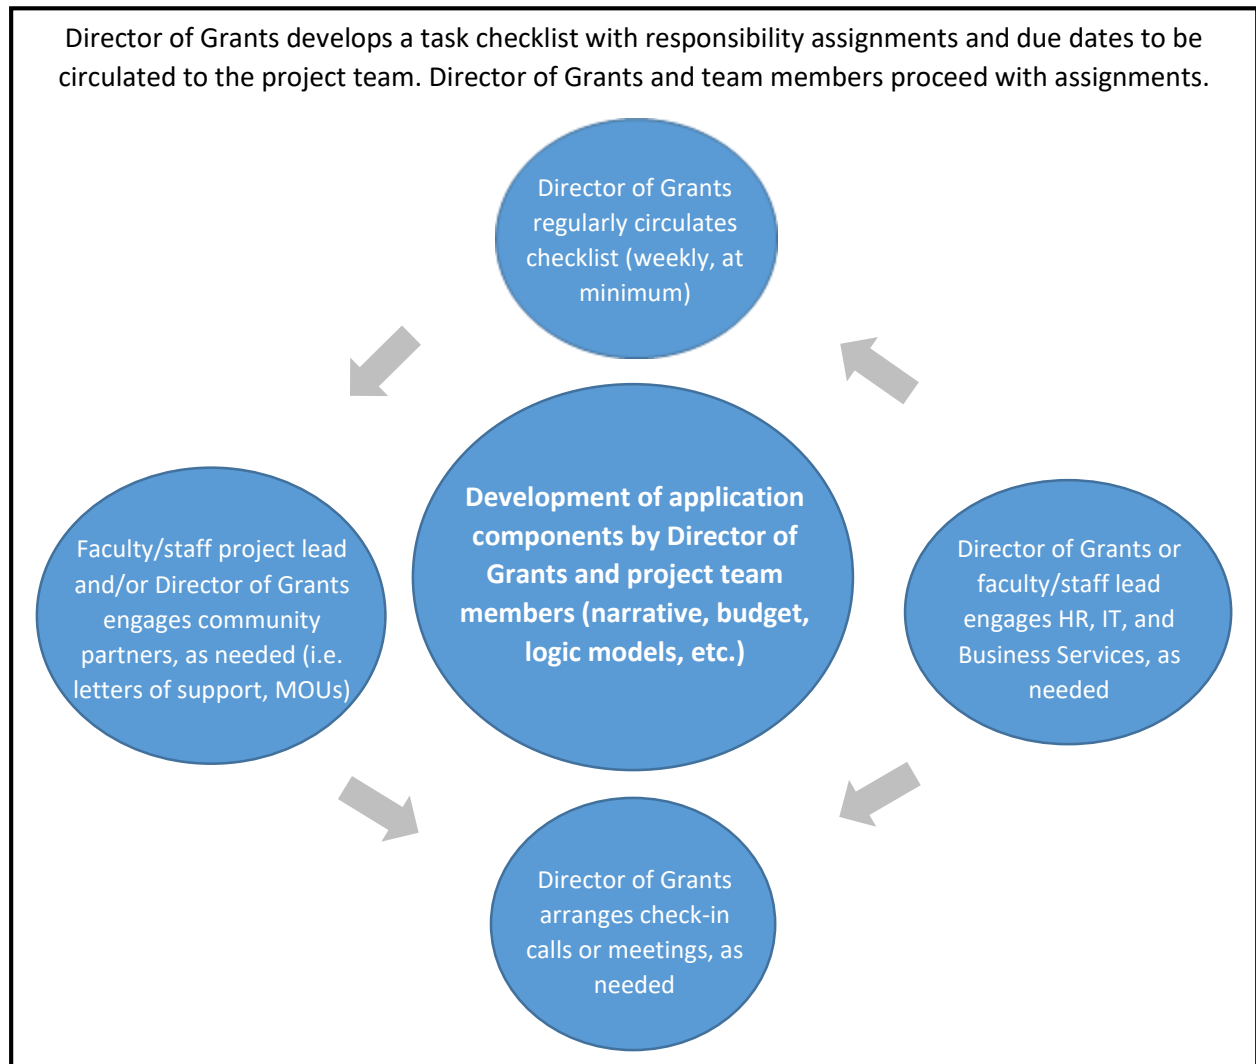 Director of Grants develops a task checklist with responsibility assignments and due dates to be
circulated to the project team. Director of Grants and team members proceed with assignments.
Director of Grants
regularly circulates
checklist (weekly, at
minimum)
Faculty/staff project lead
and/or Director of Grants
engages community
partners, as needed (i.e.
letters of support, MOUs)
Development of application
components by Director of
Grants and project team
members (narrative, budget,
logic models, etc.)
Director of Grants or
faculty/staff lead
engages HR, IT, and
Business Services, as
needed
Director of Grants
arranges check-in
calls or meetings, as
needed